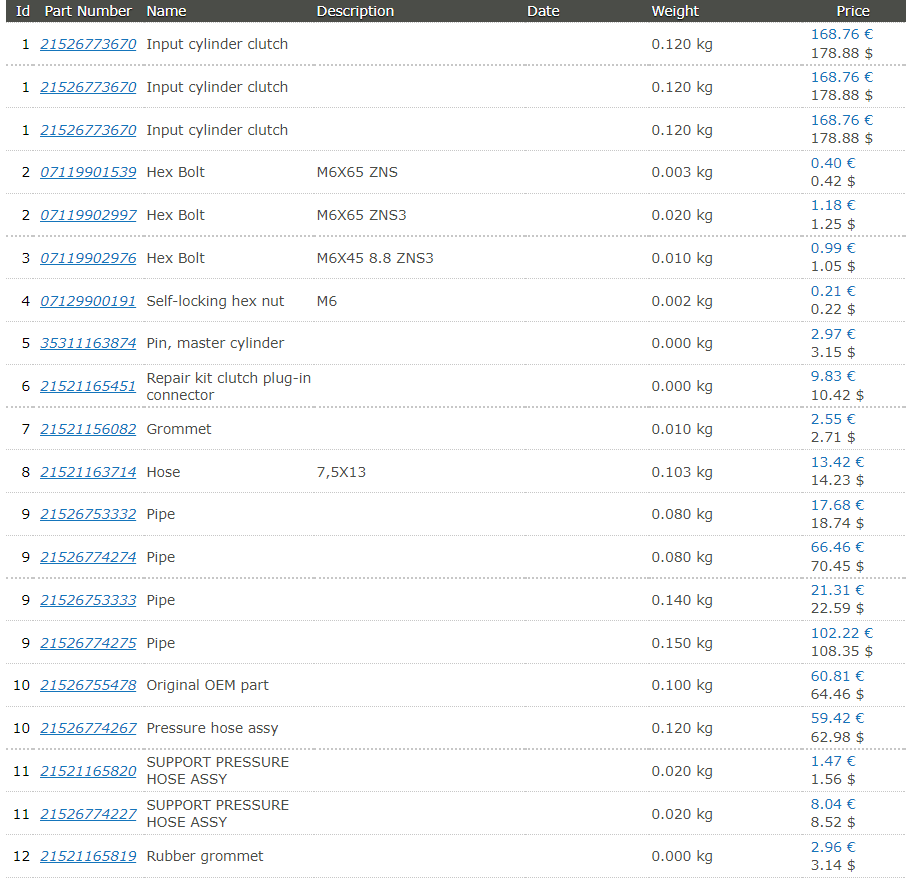 Id Part Number Name Description Date Weight Price
1 21526773670 Input cylinder clutch 0.120 kg 168.76 €
178.88 $
1 21526773670 Input cylinder clutch 0.120 kg 168.76 €
178.88 $
1 21526773670 Input cylinder clutch 0.120 kg 168.76 €
178.88 $
2 07119901539 Hex Bolt M6X65 ZNS 0.003 kg 0.40 €
0.42 $
2 07119902997 Hex Bolt M6X65 ZNS3 0.020 kg 1.18 €
1.25 $
3 07119902976 Hex Bolt M6X45 8.8 ZNS3 0.010 kg 0.99 €
1.05 $
4 07129900191 Self-locking hex nut M6 0.002 kg 0.21 €
0.22 $
5 35311163874 Pin, master cylinder 0.000 kg 2.97 €
3.15 $
6 21521165451 Repair kit clutch plug-in 0.000 kg 9.83 €
connector 10.42 $
7 21521156082 Grommet 0.010 kg 2.55 €
2.71 $
8 21521163714 Hose 7,5X13 0.103 kg 13.42 €
14.23 $
9 21526753332 Pipe 0.080 kg 17.68 €
18.74 $
9 21526774274 Pipe 0.080 kg 66.46 €
70.45 $
9 21526753333 Pipe 0.140 kg 21.31 €
22.59 $
9 21526774275 Pipe 0.150 kg 102.22 €
108.35 $
10 21526755478 Original OEM part 0.100 kg 60.81 €
64.46 $
10 21526774267 Pressure hose assy 0.120 kg 59.42 €
62.98 $
11 21521165820 SUPPORT PRESSURE 0.020 kg 1.47 €
HOSE ASSY 1.56 $
11 21526774227 SUPPORT PRESSURE 0.020 kg 8.04 €
HOSE ASSY 8.52 $
12 21521165819 Rubber grommet 0.000 kg 2.96 €
3.14 $